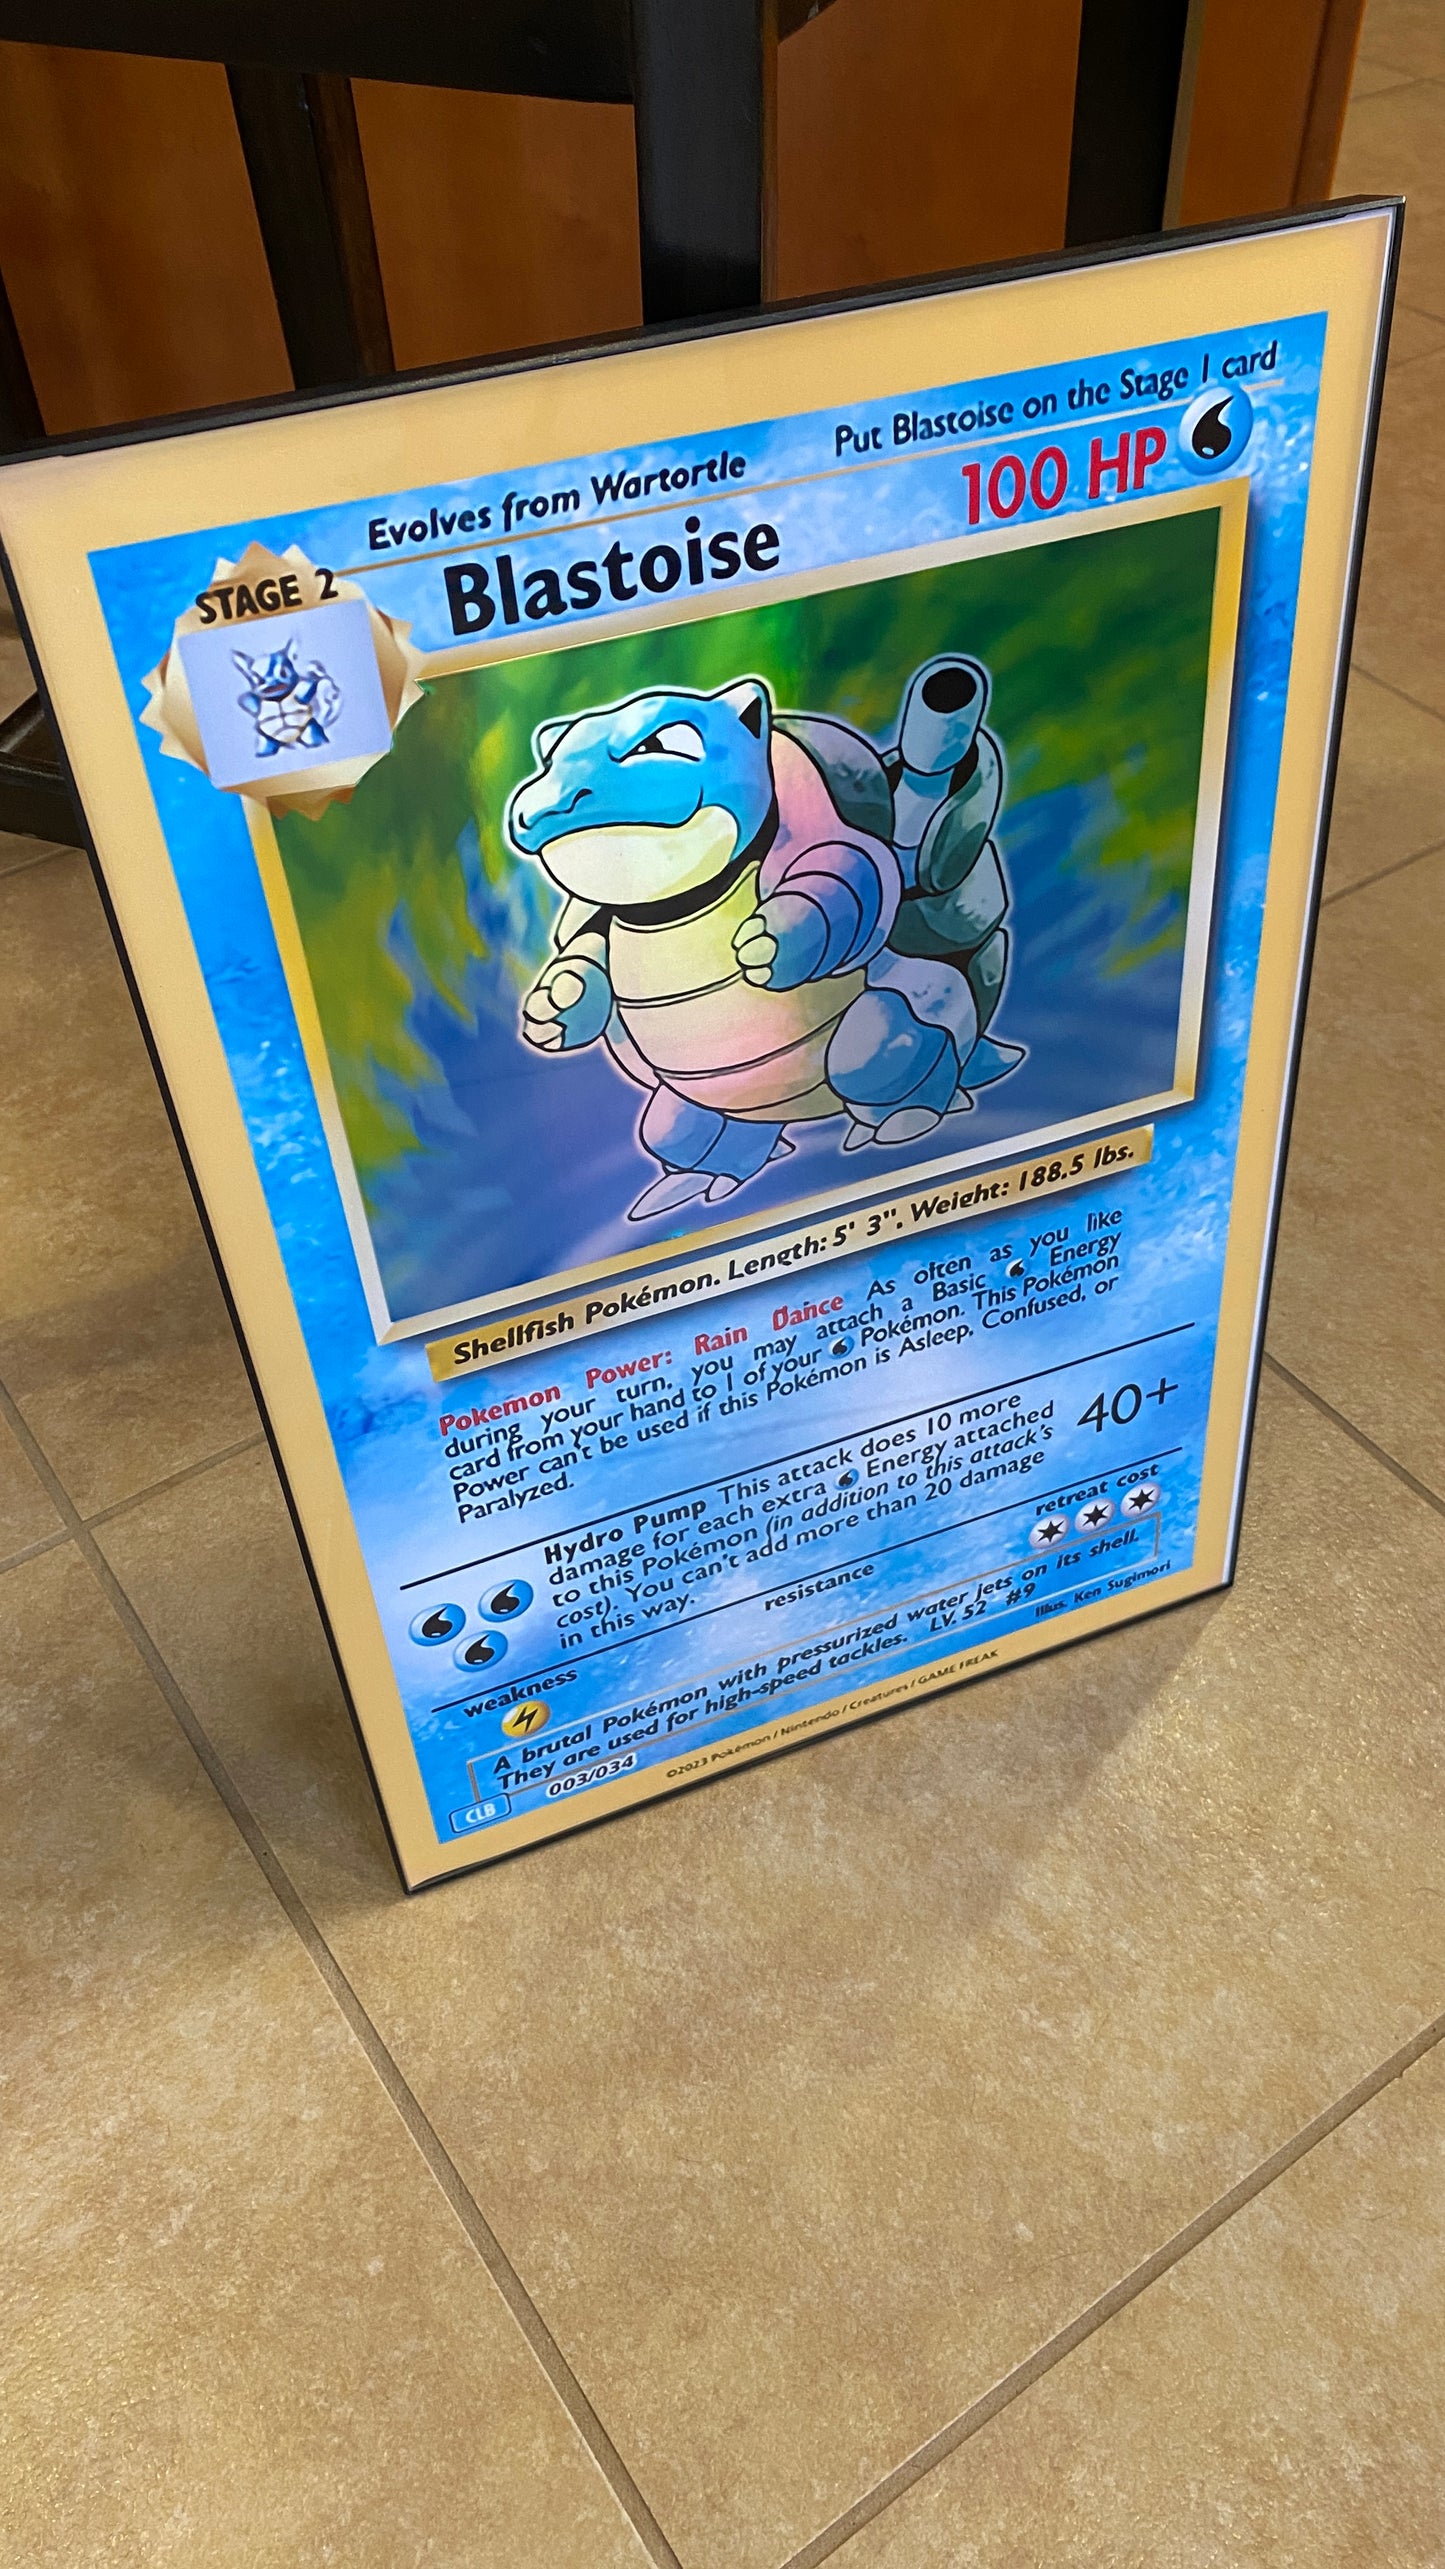 Put Blastoise on the Stage 1 card
Evolves from Wartortle
STAGE 2
Blastoise
100 HP
Shellfish Pokémon. Length: 5' 3". Weight: 188.5 lbs.
Pokemon Power: Rain Dance As often as you like
during your turn, you may attach a Basic Energy
card from your hand to 1 of your Pokémon. This Pokémon
Power can't be used if this Pokémon is Asleep, Confused, or
Paralyzed.
Hydro Pump This attack does 10 more
damage for each extra Energy attached
to this Pokémon (in addition to this attack's
cost). You can't add more than 20 damage
in this way.
40+
weakness
resistance
retreat cost
A brutal Pokémon with pressurized water jets on its shell.
They are used for high-speed tackles. LV. 52 #9
Illus. Ken Sugimori
CLB
003/034
©2023 Pokémon / Nintendo / Creatures / GAME FREAK